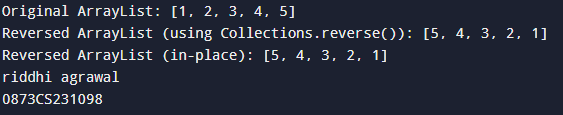 Original ArrayList: [1, 2, 3, 4, 5]
Reversed ArrayList (using Collections.reverse()): [5, 4, 3, 2, 1]
Reversed ArrayList (in-place): [5, 4, 3, 2, 1]
riddhi agrawal
0873CS231098